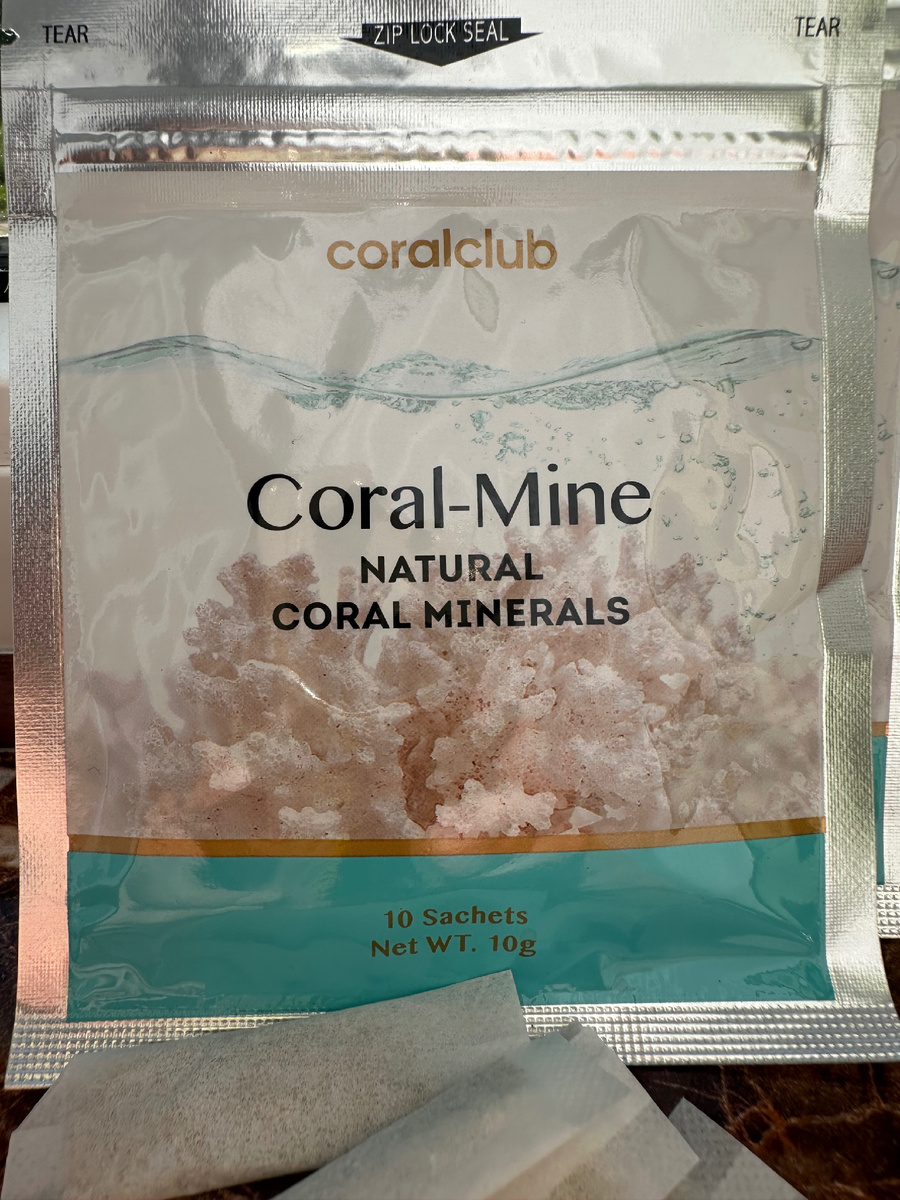 TEAR
ZIP LOCK SEAL
TEAR
coralclub
Coral-Mine
NATURAL
CORAL MINERALS
10 Sachets
Net WT. 10g